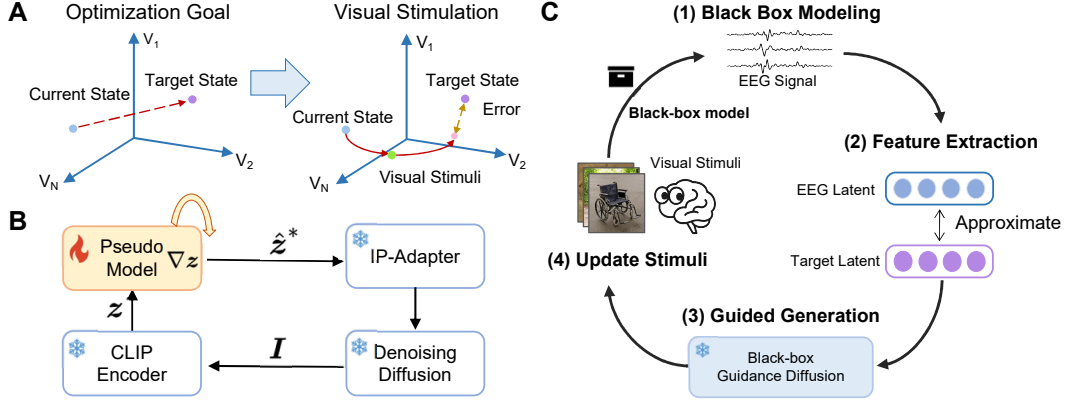 A
Optimization Goal
Visual Stimulation
V1
Target State
Current State
V2
VN
V1
Target State
Error
Current State
V2
Visual Stimuli
VN
B
Pseudo
Model ∇z
ẑ*
IP-Adapter
z
CLIP
Encoder
I
Denoising
Diffusion
C
(1) Black Box Modeling
EEG Signal
Black-box model
Visual Stimuli
(2) Feature Extraction
EEG Latent
Approximate
Target Latent
(3) Guided Generation
Black-box
Guidance Diffusion
(4) Update Stimuli